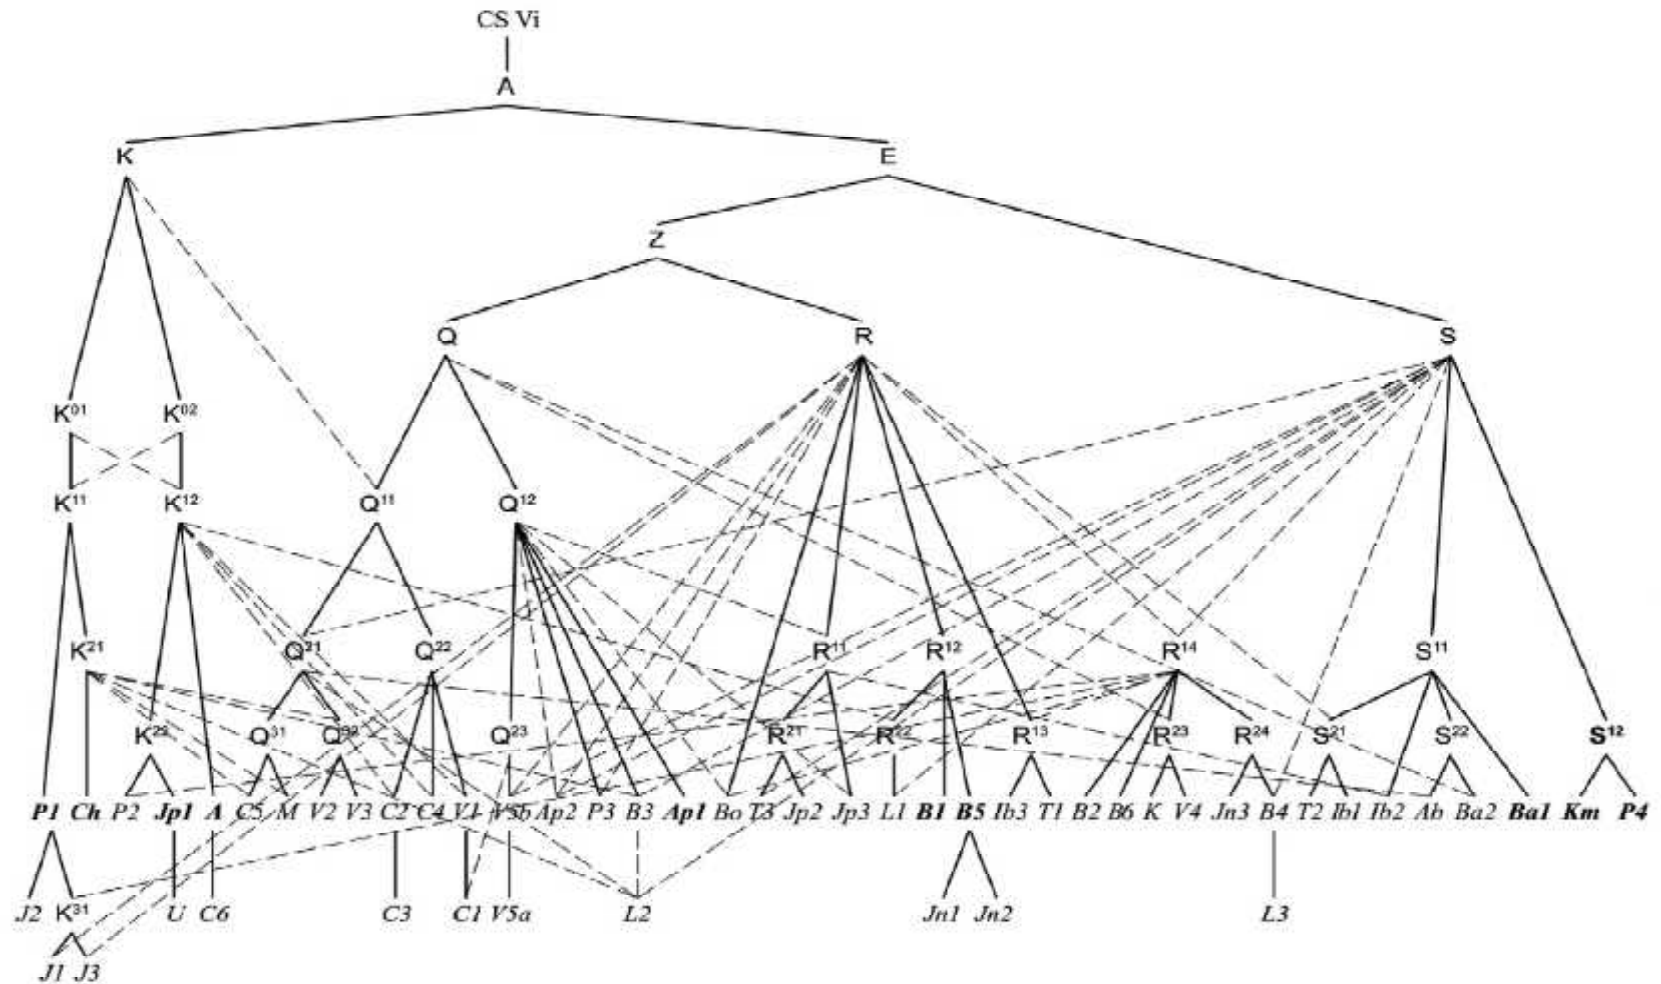 CS Vi
A
K E
Z
Q R S
K⁰¹ K⁰²
K¹¹ K¹² Q¹¹ Q¹²
K²¹ Q²¹ Q²² R¹¹ R¹² R¹⁴ S¹¹
K²² Q³¹ Q³² Q²³ R²¹ R²² R¹³ R²³ R²⁴ S²¹ S²² S¹²
P1 Ch P2 Jp1 A C5 M V2 V3 C2 C4 V1 V5b Ap2 P3 B3 Ap1 Bo T3 Jp2 Jp3 L1 B1 B5 Ib3 T1 B2 B6 K V4 Jn3 B4 T2 Ib1 Ib2 Ab Ba2 Ba1 Km P4
J2 K³¹ U C6 C3 C1 V5a L2 Jn1 Jn2 L3
J1 J3